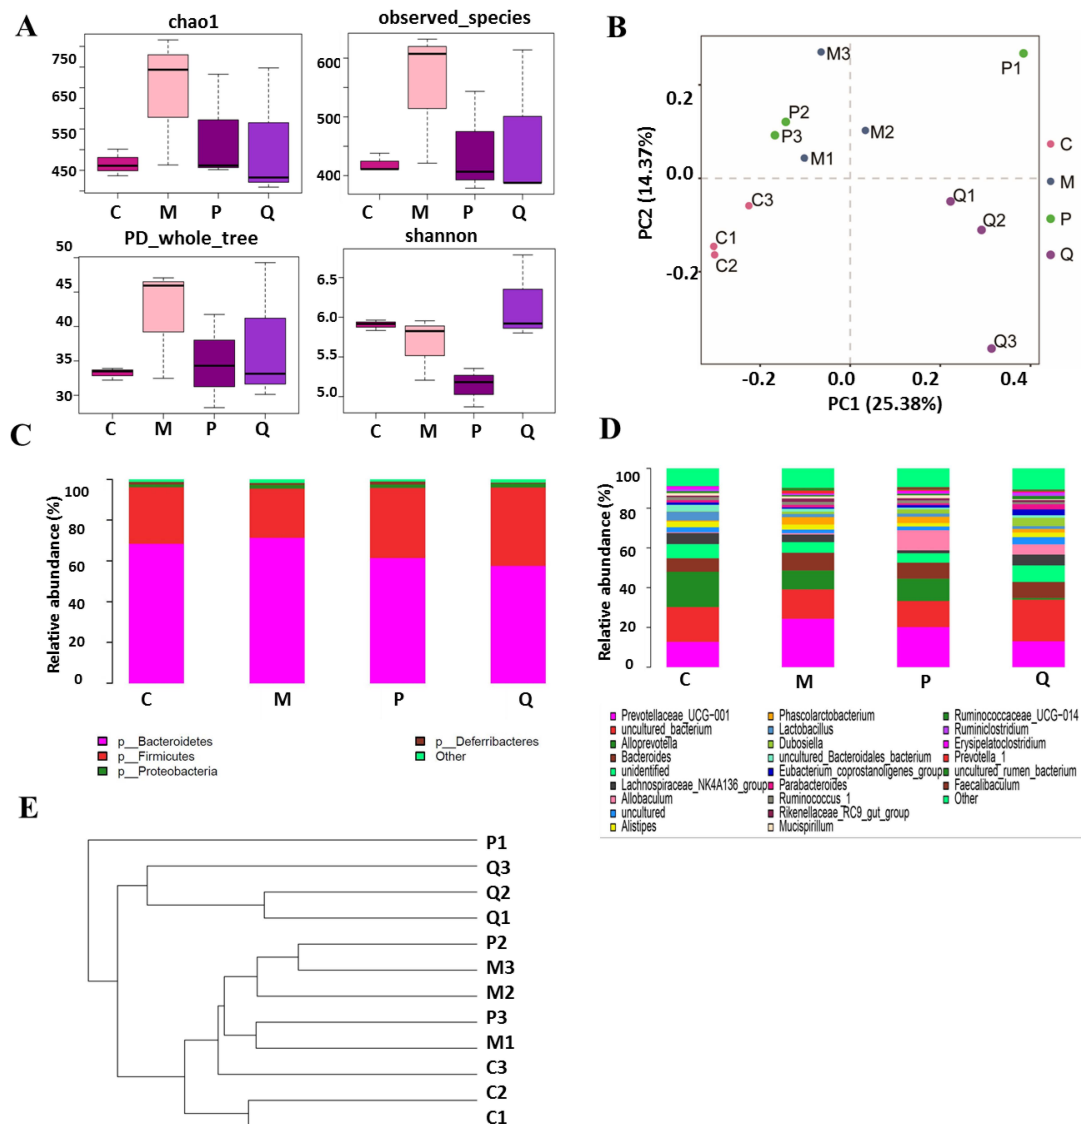 A
chao1
750
650
550
450
C M P Q
observed_species
600
500
400
C M P Q
PD_whole_tree
50
45
40
35
30
C M P Q
shannon
6.5
6.0
5.5
5.0
C M P Q
B
PC2 (14.37%)
0.2
0.0
-0.2
M3
P1
P2
P3
M2
M1
C3
Q1
Q2
C1
C2
Q3
-0.2 0.0 0.2 0.4
PC1 (25.38%)
C
M
P
Q
C
Relative abundance (%)
100
80
60
40
20
0
C M P Q
p__Bacteroidetes
p__Firmicutes
p__Proteobacteria
p__Deferribacteres
Other
D
Relative abundance (%)
100
80
60
40
20
0
C M P Q
Prevotellaceae_UCG-001
uncultured_bacterium
Alloprevotella
Bacteroides
unidentified
Lachnospiraceae_NK4A136_group
Allobaculum
uncultured
Alistipes
Phascolarctobacterium
Lactobacillus
Dubosiella
uncultured_Bacteroidales_bacterium
Eubacterium_coprostanoligenes_group
Parabacteroides
Ruminococcus_1
Rikenellaceae_RC9_gut_group
Mucispirillum
Ruminococcaceae_UCG-014
Ruminiclostridium
Erysipelatoclostridium
Prevotella_1
uncultured_rumen_bacterium
Faecalibaculum
Other
E
P1
Q3
Q2
Q1
P2
M3
M2
P3
M1
C3
C2
C1